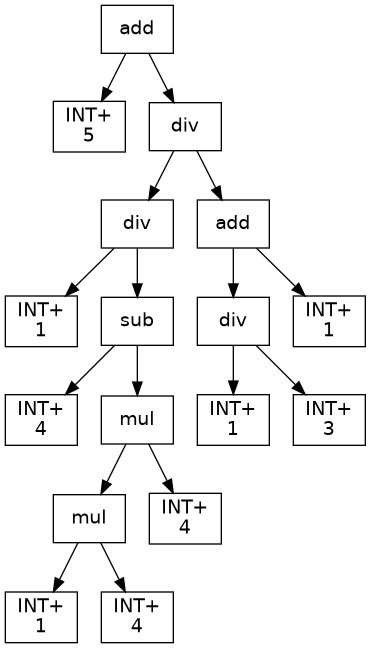 add
INT+
5
div
div
add
INT+
1
sub
div
INT+
1
INT+
4
mul
INT+
1
INT+
3
mul
INT+
4
INT+
1
INT+
4